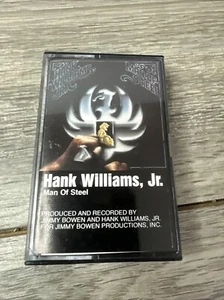 Hank Williams, Jr.
Man Of Steel
PRODUCED AND RECORDED BY
JIMMY BOWEN AND HANK WILLIAMS, JR.
FOR JIMMY BOWEN PRODUCTIONS, INC.